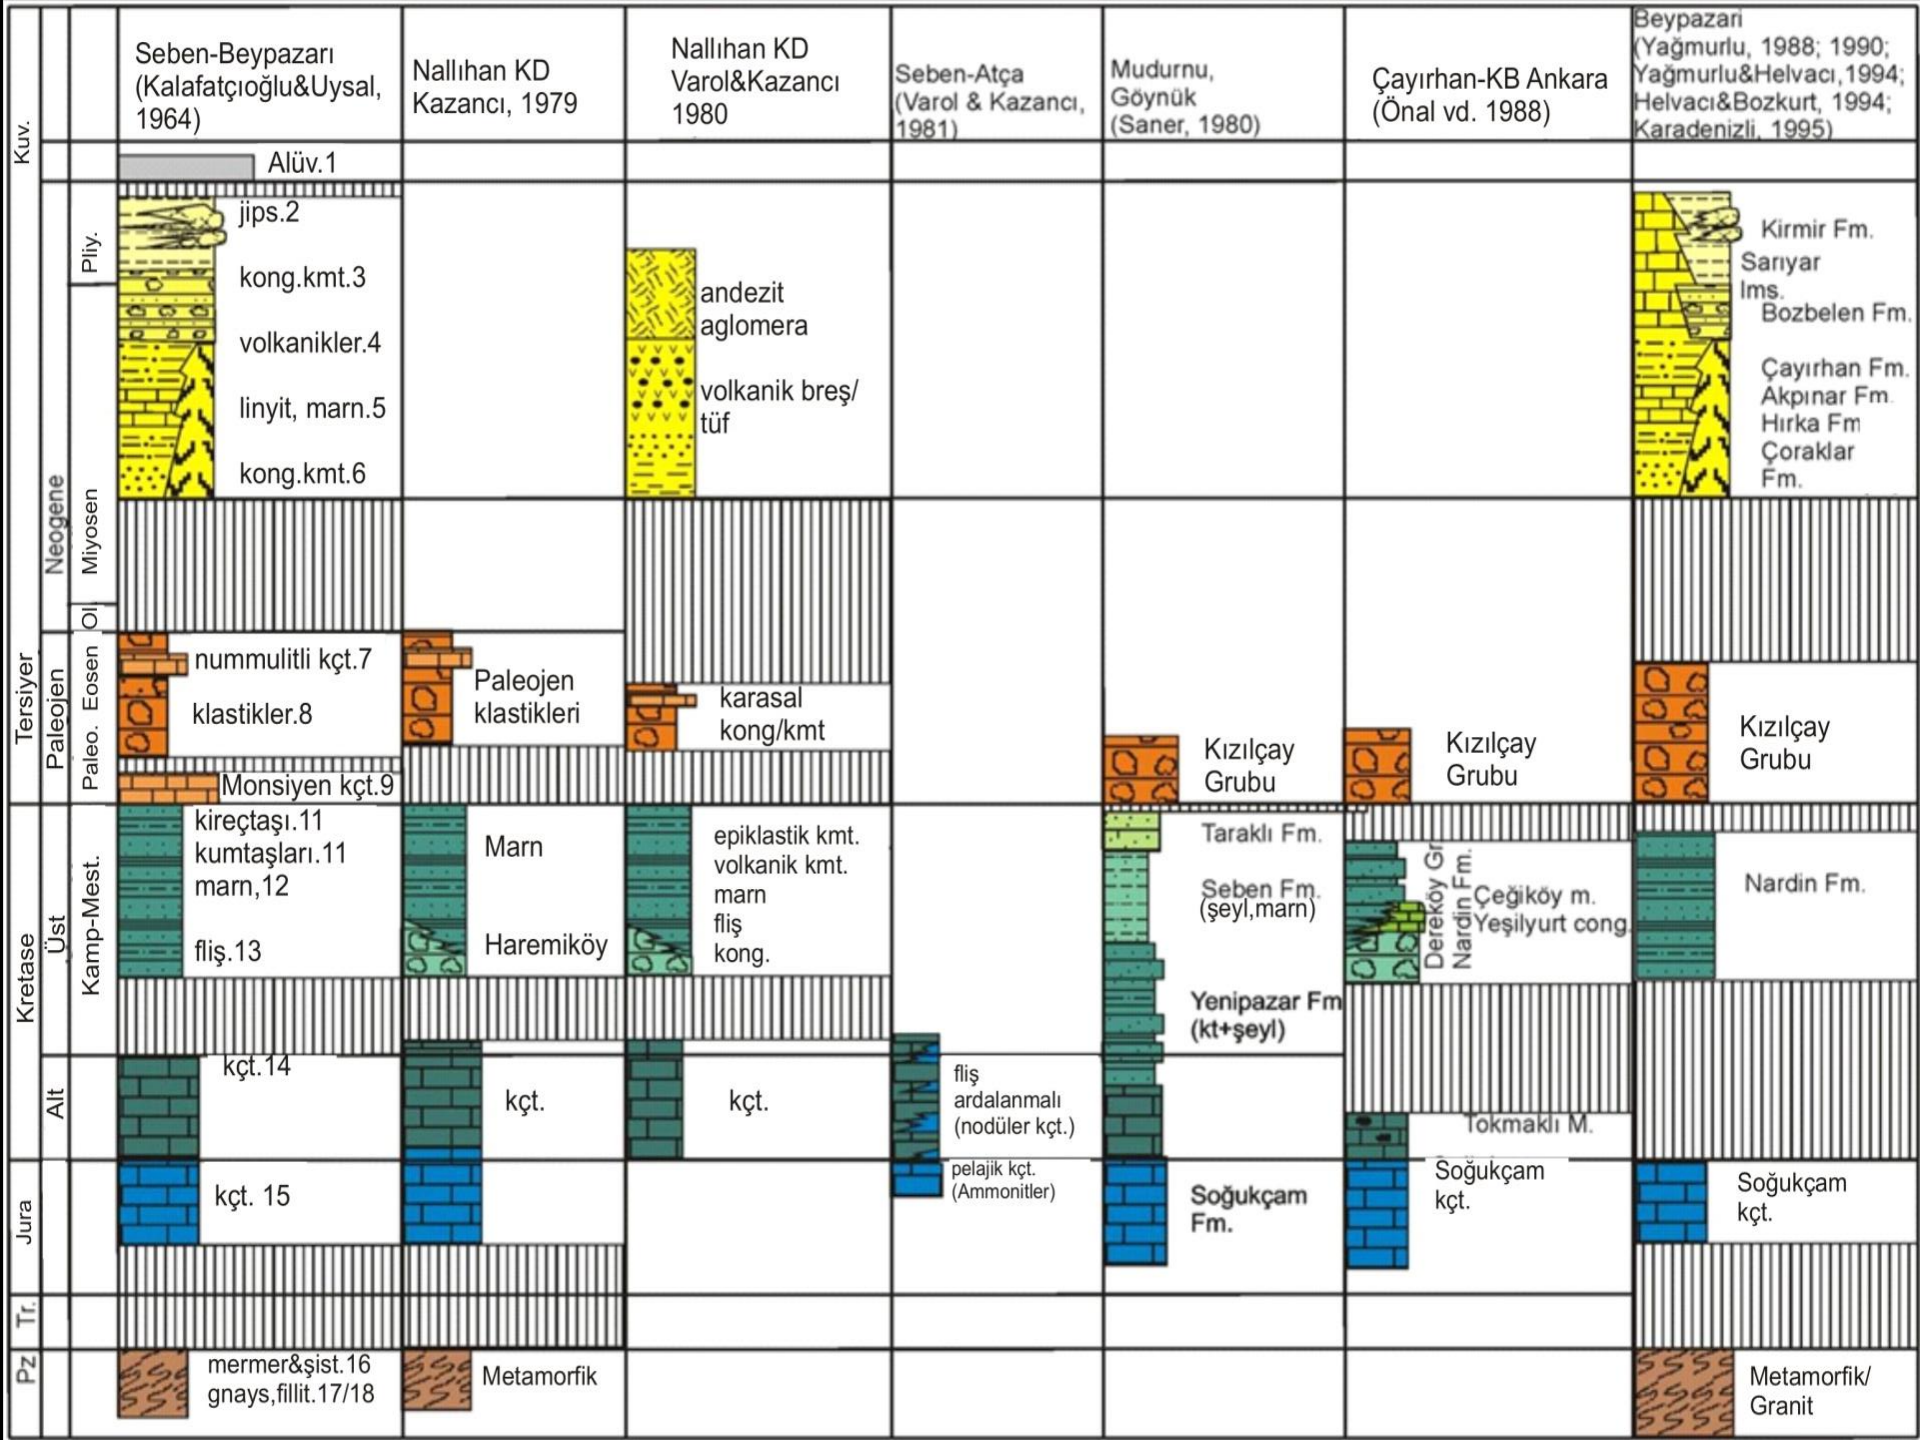 Seben-Beypazarı
(Kalafatçıoğlu&Uysal,
1964)
Nallıhan KD
Kazancı, 1979
Nallıhan KD
Varol&Kazancı
1980
Seben-Atça
(Varol & Kazancı,
1981)
Mudurnu,
Göynük
(Saner, 1980)
Çayırhan-KB Ankara
(Önal vd. 1988)
Beypazari
(Yağmurlu, 1988; 1990;
Yağmurlu&Helvacı,1994;
Helvacı&Bozkurt, 1994;
Karadenizli, 1995)
Kuv.
Tersiyer
Kretase
Jura
Tr.
Pz
Neogene
Paleojen
Üst
Alt
Pliy.
Miyosen
Ol
Eosen
Paleo.
Kamp-Mest.
Alüv.1
jips.2
kong.kmt.3
volkanikler.4
linyit, marn.5
kong.kmt.6
nummulitli kçt.7
klastikler.8
Monsiyen kçt.9
kireçtaşı.11
kumtaşları.11
marn,12
fliş.13
kçt.14
kçt. 15
mermer&şist.16
gnays,fillit.17/18
Paleojen
klastikleri
Marn
Haremiköy
kçt.
Metamorfik
andezit
aglomera
volkanik breş/
tüf
karasal
kong/kmt
epiklastik kmt.
volkanik kmt.
marn
fliş
kong.
kçt.
fliş
ardalanmalı
(nodüler kçt.)
pelajik kçt.
(Ammonitler)
Kızılçay
Grubu
Taraklı Fm.
Seben Fm.
(şeyl,marn)
Yenipazar Fm
(kt+şeyl)
Soğukçam
Fm.
Kızılçay
Grubu
Dereköy Gr
Nardin Fm.
Çeğiköy m.
Yeşilyurt cong.
Tokmaklı M.
Soğukçam
kçt.
Kirmir Fm.
Sarıyar
lms.
Bozbelen Fm.
Çayırhan Fm.
Akpınar Fm.
Hırka Fm
Çoraklar
Fm.
Kızılçay
Grubu
Nardin Fm.
Soğukçam
kçt.
Metamorfik/
Granit